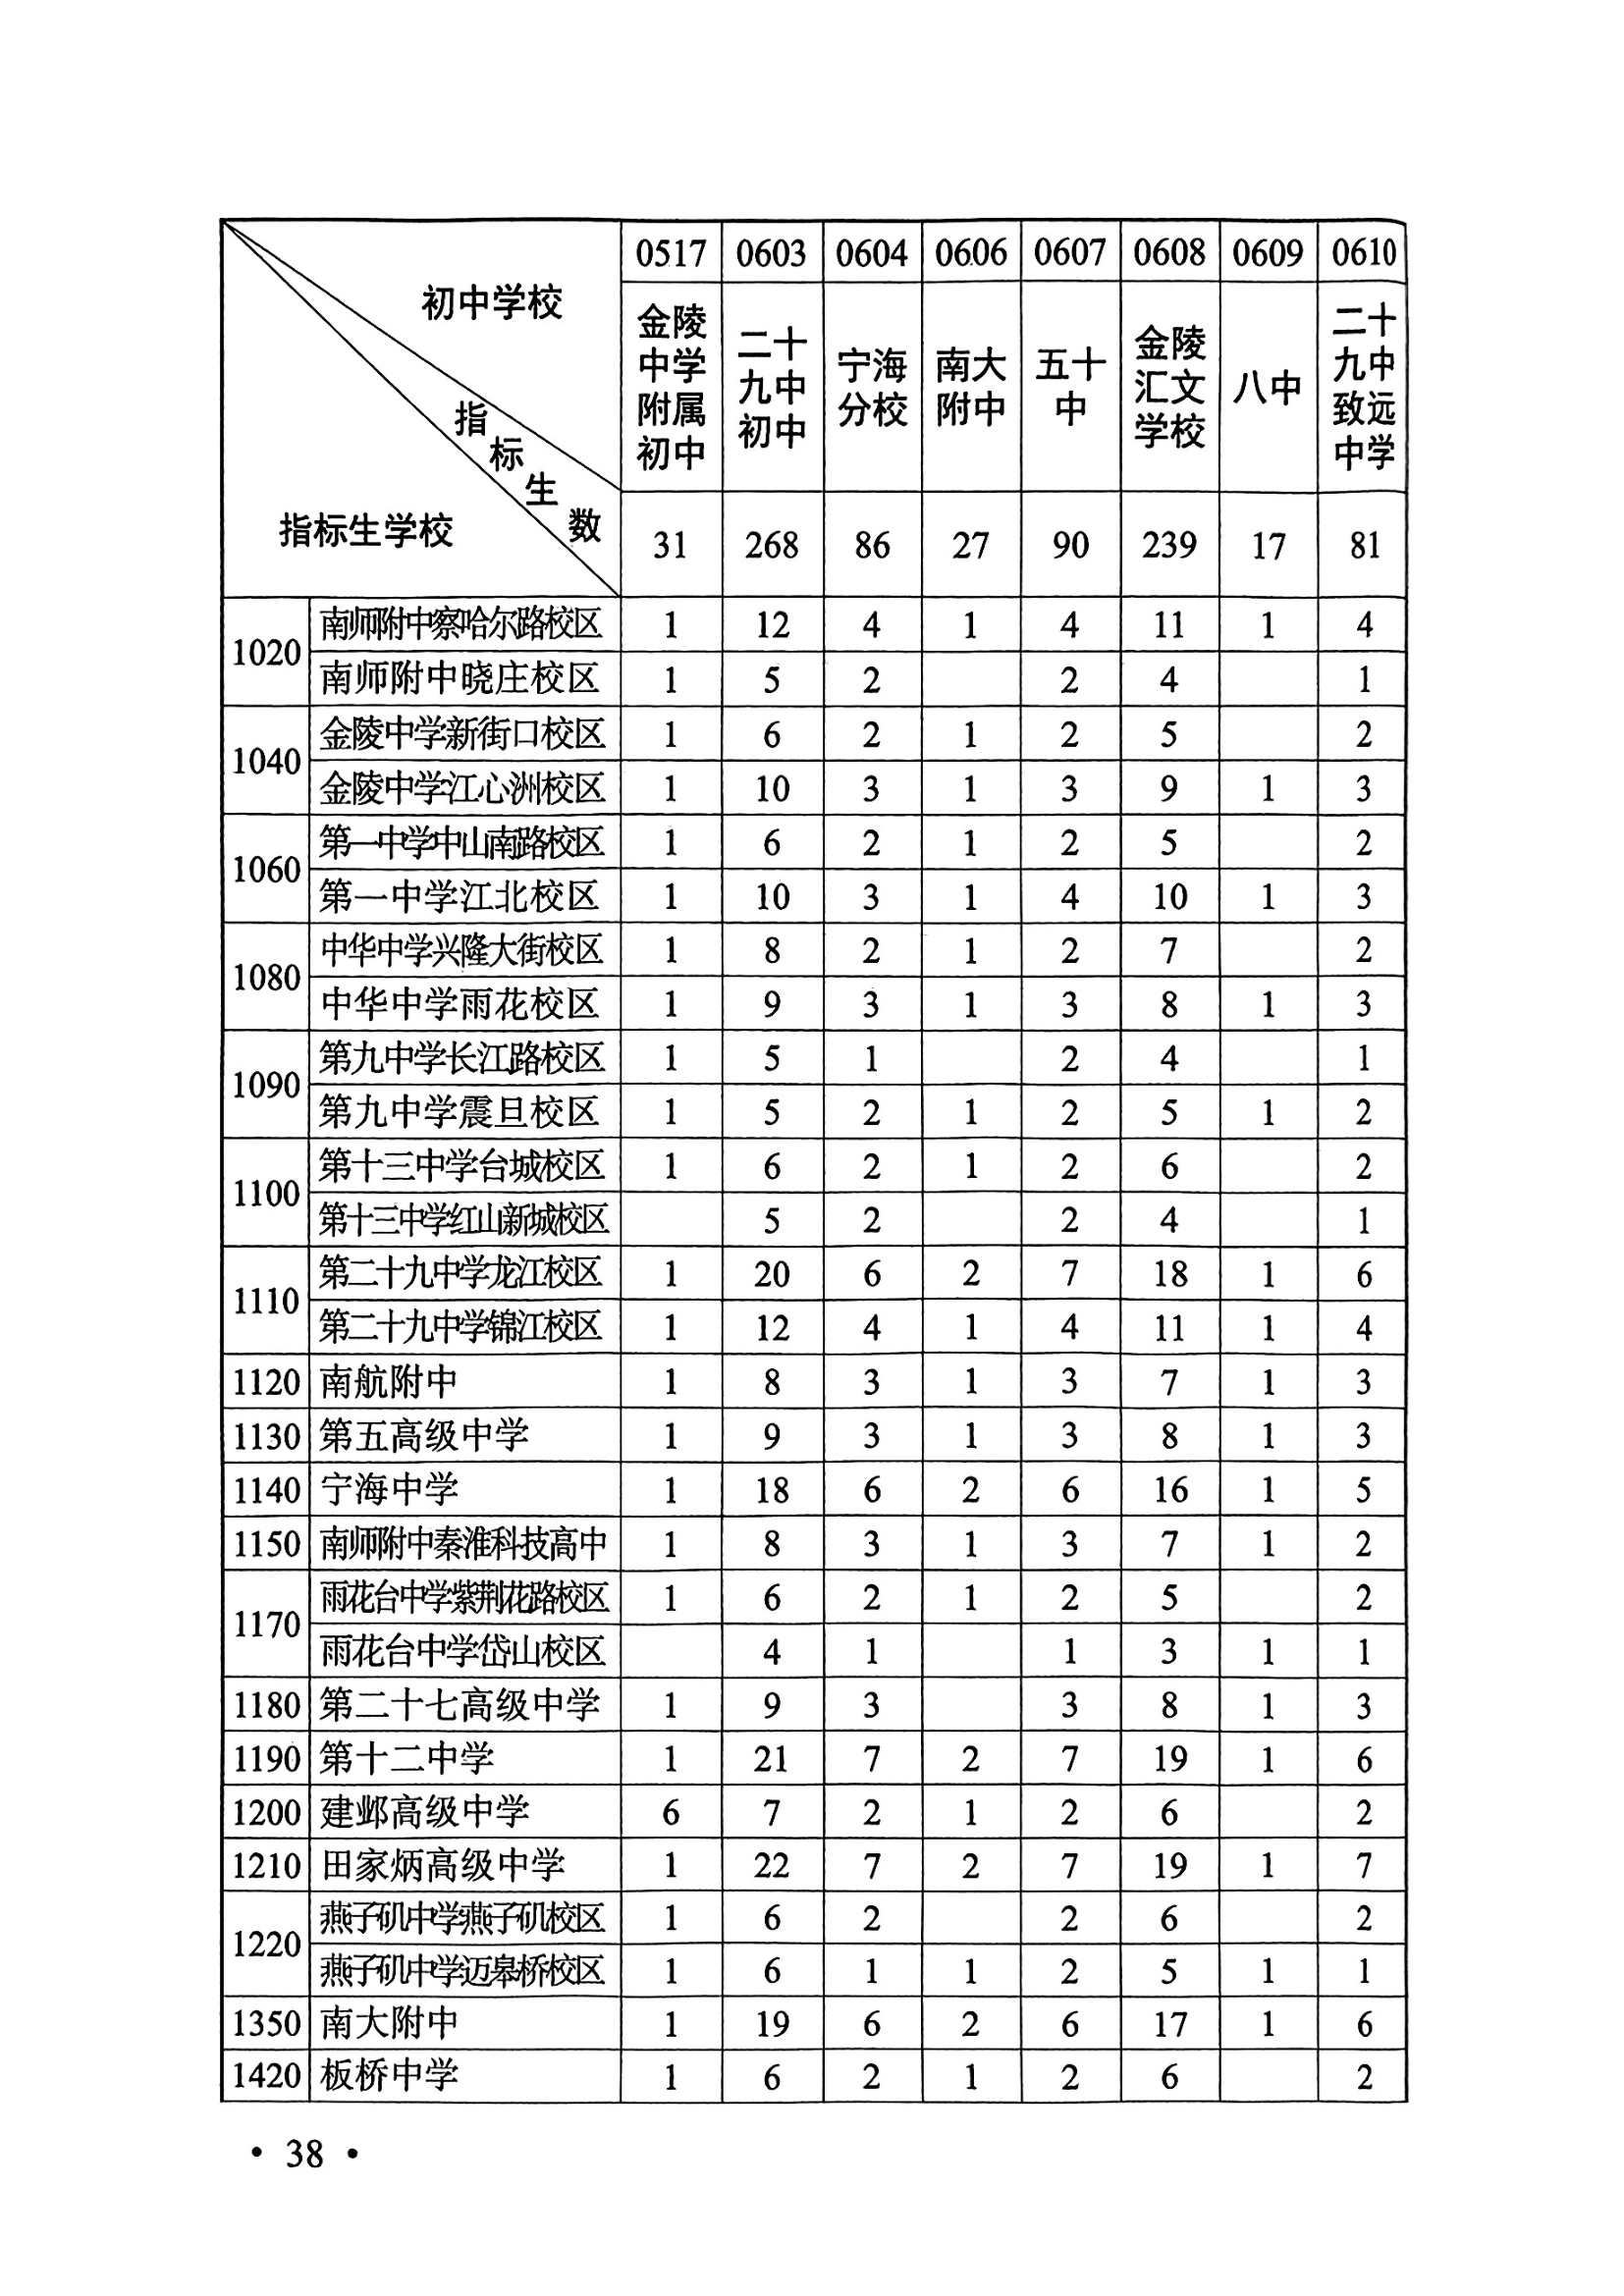 0517 0603 0604 0606 0607 0608 0609 0610
初中学校
金陵中学附属初中 二十九中初中 宁海分校 南大附中 五十中 金陵汇文学校 八中 二十九中致远中学
指标生数
指标生学校
31 268 86 27 90 239 17 81
1020 南师附中察哈尔路校区 1 12 4 1 4 11 1 4
南师附中晓庄校区 1 5 2 2 4 1
1040 金陵中学新街口校区 1 6 2 1 2 5 2
金陵中学江心洲校区 1 10 3 1 3 9 1 3
1060 第一中学中山南路校区 1 6 2 1 2 5 2
第一中学江北校区 1 10 3 1 4 10 1 3
1080 中华中学兴隆大街校区 1 8 2 1 2 7 2
中华中学雨花校区 1 9 3 1 3 8 1 3
1090 第九中学长江路校区 1 5 1 2 4 1
第九中学震旦校区 1 5 2 1 2 5 1 2
1100 第十三中学台城校区 1 6 2 1 2 6 2
第十三中学红山新城校区 5 2 2 4 1
1110 第二十九中学龙江校区 1 20 6 2 7 18 1 6
第二十九中学锦江校区 1 12 4 1 4 11 1 4
1120 南航附中 1 8 3 1 3 7 1 3
1130 第五高级中学 1 9 3 1 3 8 1 3
1140 宁海中学 1 18 6 2 6 16 1 5
1150 南师附中秦淮科技高中 1 8 3 1 3 7 1 2
1170 雨花台中学紫荆花路校区 1 6 2 1 2 5 2
雨花台中学岱山校区 4 1 1 3 1 1
1180 第二十七高级中学 1 9 3 3 8 1 3
1190 第十二中学 1 21 7 2 7 19 1 6
1200 建邺高级中学 6 7 2 1 2 6 2
1210 田家炳高级中学 1 22 7 2 7 19 1 7
1220 燕子矶中学燕子矶校区 1 6 2 2 6 2
燕子矶中学迈皋桥校区 1 6 1 1 2 5 1 1
1350 南大附中 1 19 6 2 6 17 1 6
1420 板桥中学 1 6 2 1 2 6 2
• 38 •